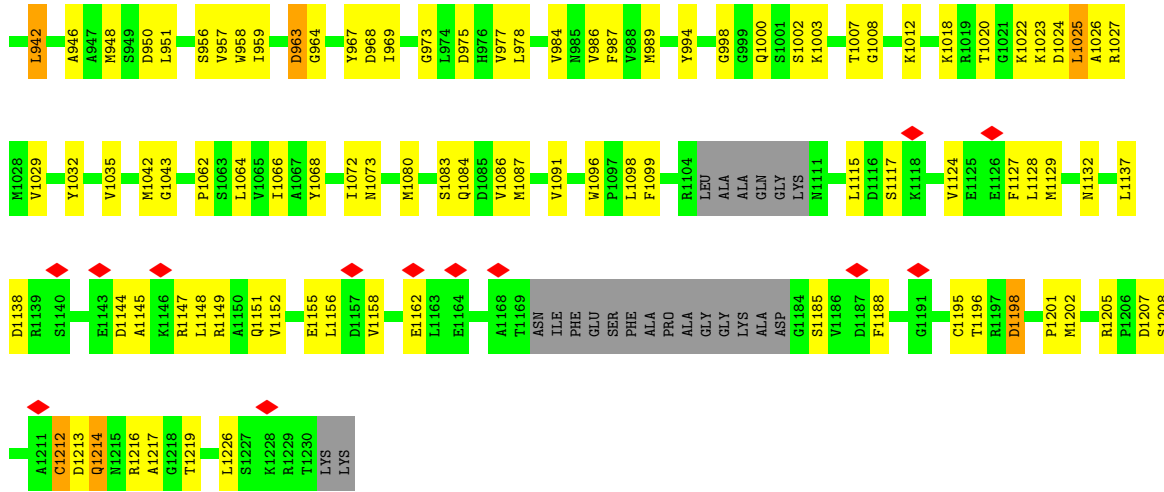 L942 A946 A947 M948 S949 D950 L951 S956 V957 W958 I959 D963 G964 Y967 D968 I969 G973 L974 D975 H976 V977 L978 V984 N985 V986 F987 V988 M989 Y994 G998 G999 Q1000 S1001 S1002 K1003 T1007 G1008 K1012 K1018 R1019 T1020 G1021 K1022 K1023 D1024 L1025 A1026 R1027
M1028 V1029 Y1032 V1035 M1042 G1043 P1062 S1063 L1064 V1065 I1066 A1067 Y1068 I1072 N1073 M1080 S1083 Q1084 D1085 V1086 M1087 V1091 W1096 P1097 L1098 F1099 R1104 LEU ALA ALA GLN GLY LYS N1111 L1115 D1116 S1117 K1118 V1124 E1125 E1126 F1127 L1128 M1129 N1132 L1137
D1138 R1139 S1140 E1143 D1144 A1145 K1146 R1147 L1148 R1149 A1150 Q1151 V1152 E1155 L1156 D1157 V1158 E1162 L1163 E1164 A1168 T1169 ASN ILE PHE GLU SER PHE ALA PRO ALA GLY GLY LYS ALA ASP G1184 S1185 V1186 D1187 F1188 G1191 C1195 T1196 R1197 D1198 P1201 M1202 R1205 P1206 D1207 S1208
A1211 C1212 D1213 Q1214 N1215 R1216 A1217 G1218 T1219 L1226 S1227 K1228 R1229 T1230 LYS LYS